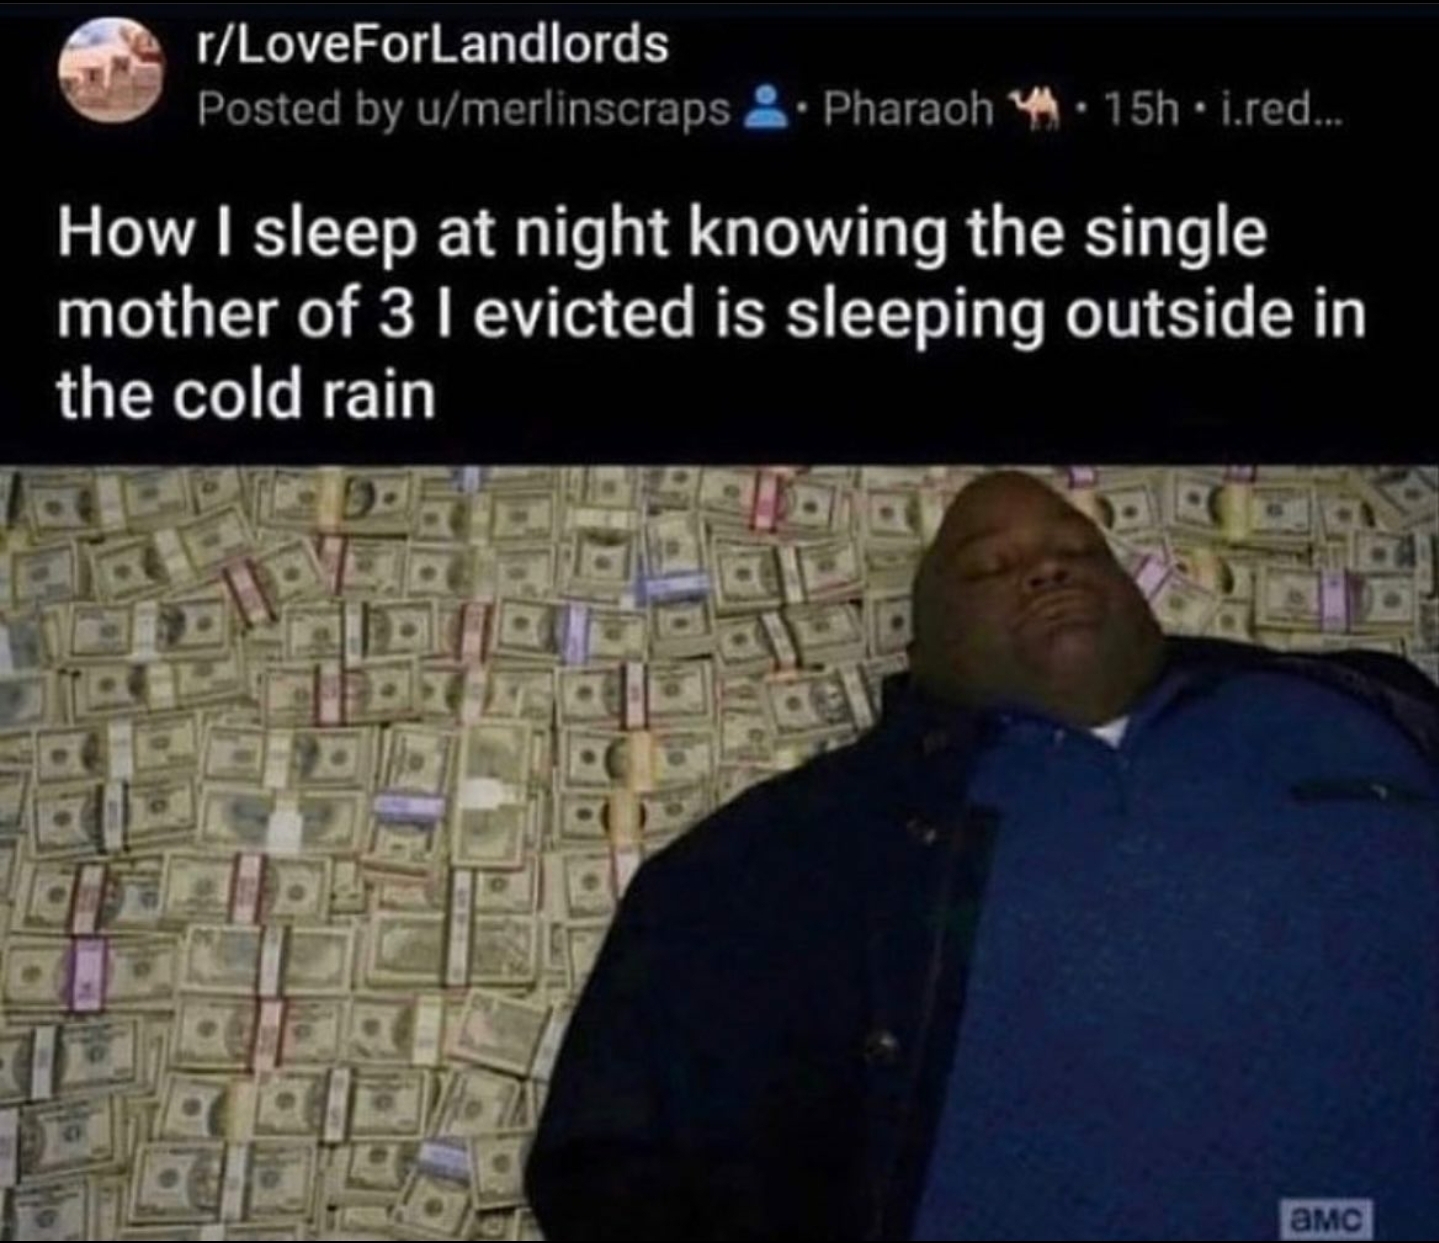 r/LoveForLandlords
Posted by u/merlinscraps 👤 • Pharaoh 🐫 • 15h • i.red...
How I sleep at night knowing the single
mother of 3 I evicted is sleeping outside in
the cold rain
aMC